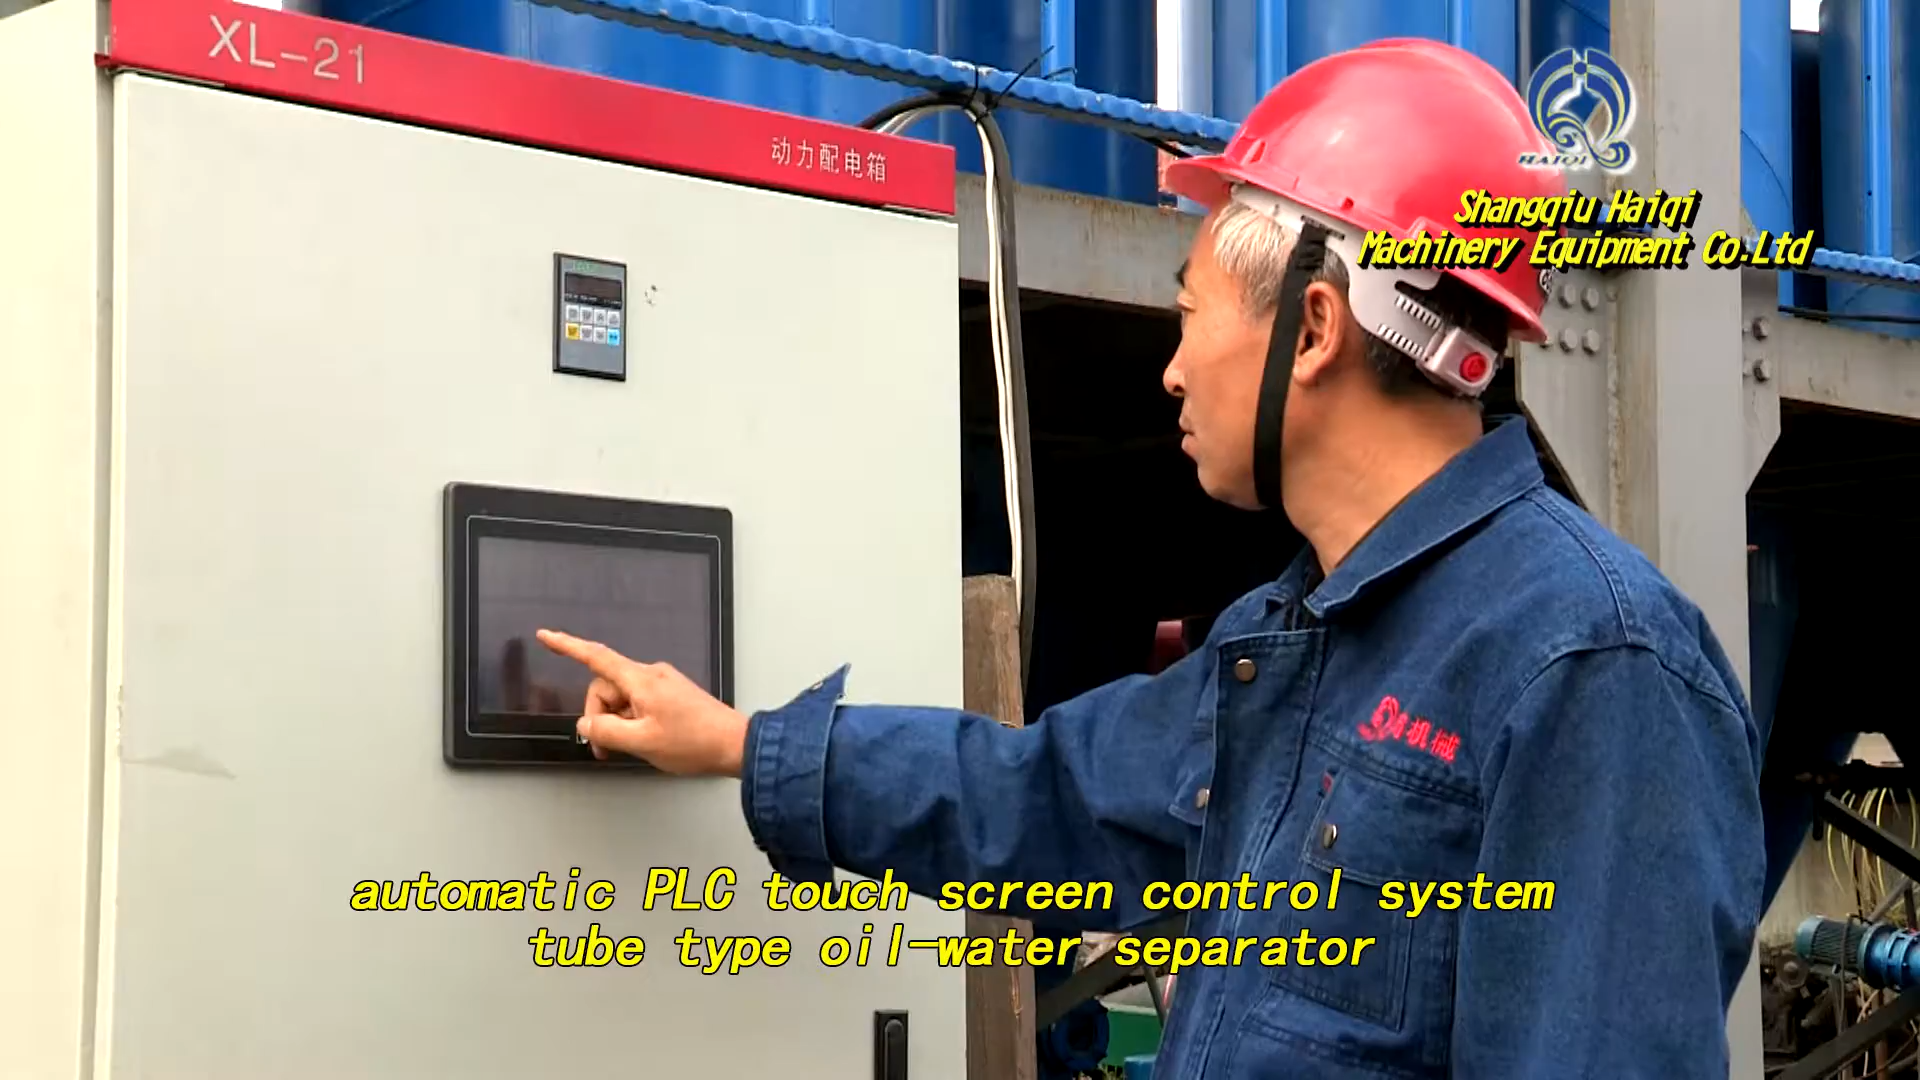 XL-21
动力配电箱
HAIQI
Shangqiu Haiqi
Machinery Equipment Co.Ltd
机械
automatic PLC touch screen control system
tube type oil-water separator